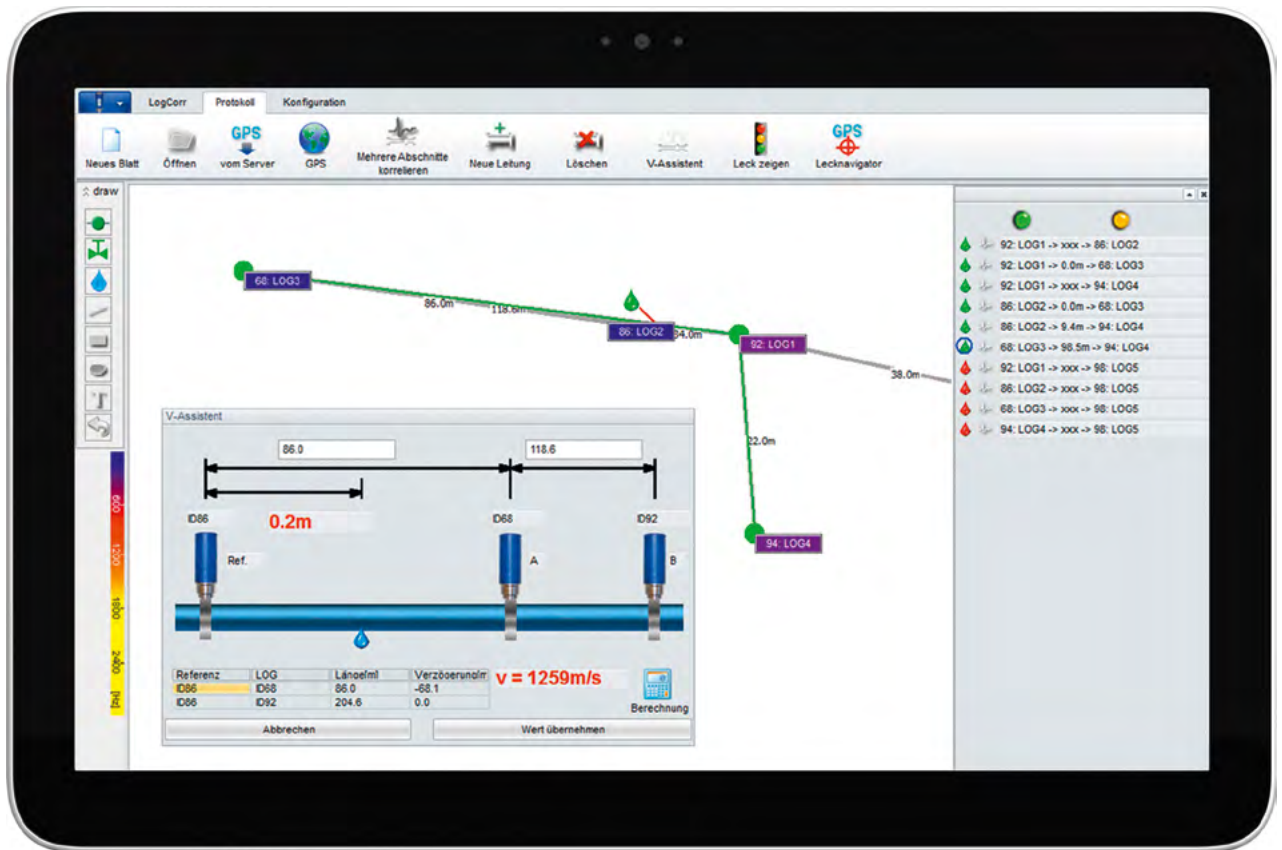 LogCorr Protokoll Konfiguration
Neues Blatt
Öffnen
GPS
vom Server
GPS
Mehrere Abschnitte
korrelieren
Neue Leitung
Löschen
V-Assistent
Leck zeigen
GPS
Lecknavigator
draw
T
600
1200
1800
2400
[Hz]
68: LOG3
86.0m
118.6m
86: LOG2
34.0m
92: LOG1
38.0m
22.0m
94: LOG4
92: LOG1 -> xxx -> 86: LOG2
92: LOG1 -> 0.0m -> 68: LOG3
92: LOG1 -> xxx -> 94: LOG4
86: LOG2 -> 0.0m -> 68: LOG3
86: LOG2 -> 9.4m -> 94: LOG4
68: LOG3 -> 98.5m -> 94: LOG4
92: LOG1 -> xxx -> 98: LOG5
86: LOG2 -> xxx -> 98: LOG5
68: LOG3 -> xxx -> 98: LOG5
94: LOG4 -> xxx -> 98: LOG5
V-Assistent
86.0 118.6
ID86 0.2m ID68 ID92
Ref. A B
Referenz LOG Länge[m]
ID86 ID68 86.0 -68.1
ID86 ID92 204.6 0.0
v = 1259m/s
Berechnung
Abbrechen Wert übernehmen